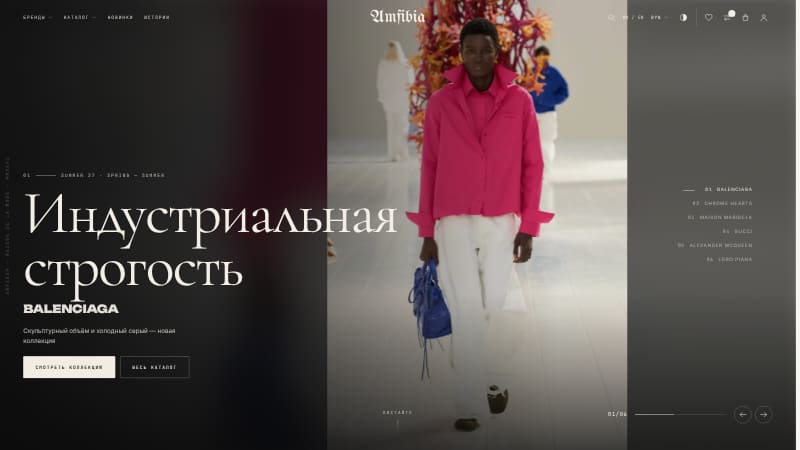 БРЕНДЫ
КАТАЛОГ
НОВИНКИ
ИСТОРИИ
Amfibia
BYN
01
SUMMER 27 · SPRING — SUMMER
Индустриальная
строгость
BALENCIAGA
Скульптурный объём и холодный серый — новая
коллекция
СМОТРЕТЬ КОЛЛЕКЦИЮ
ВЕСЬ КАТАЛОГ
01 BALENCIAGA
02 CHROME HEARTS
03 MAISON MARGIELA
04 GUCCI
05 ALEXANDER MCQUEEN
06 LORO PIANA
ЛИСТАЙТЕ
01/06